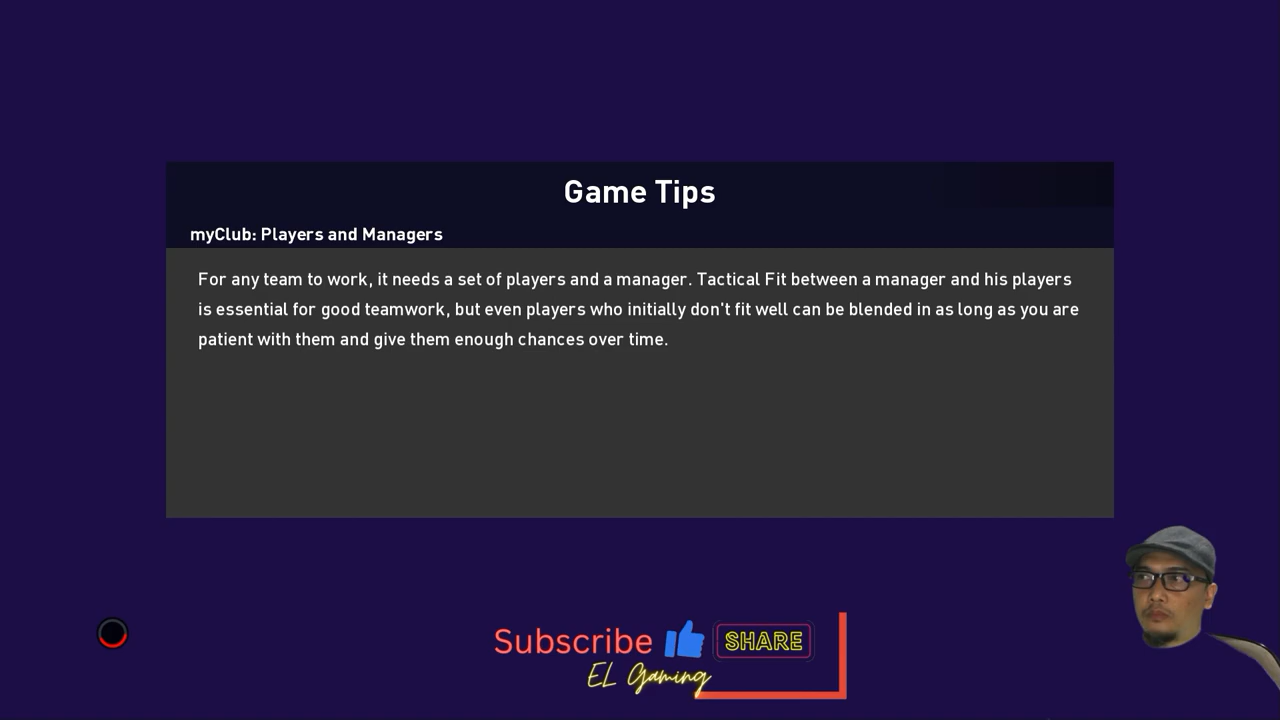 Game Tips
myClub: Players and Managers
For any team to work, it needs a set of players and a manager. Tactical Fit between a manager and his players
is essential for good teamwork, but even players who initially don't fit well can be blended in as long as you are
patient with them and give them enough chances over time.
Subscribe SHARE
EL Gaming